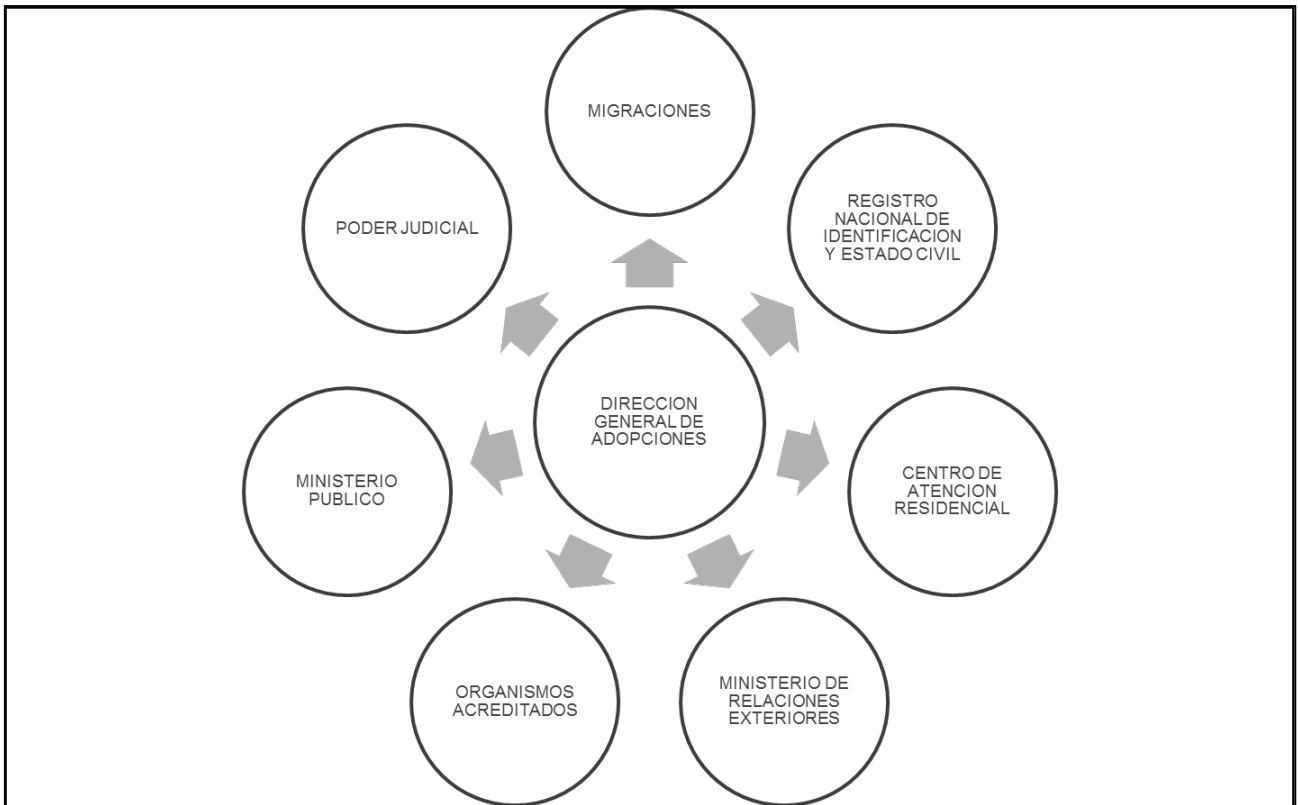 MIGRACIONES
REGISTRO
NACIONAL DE
IDENTIFICACION
Y ESTADO CIVIL
CENTRO DE
ATENCION
RESIDENCIAL
MINISTERIO DE
RELACIONES
EXTERIORES
ORGANISMOS
ACREDITADOS
MINISTERIO
PUBLICO
PODER JUDICIAL
DIRECCION
GENERAL DE
ADOPCIONES